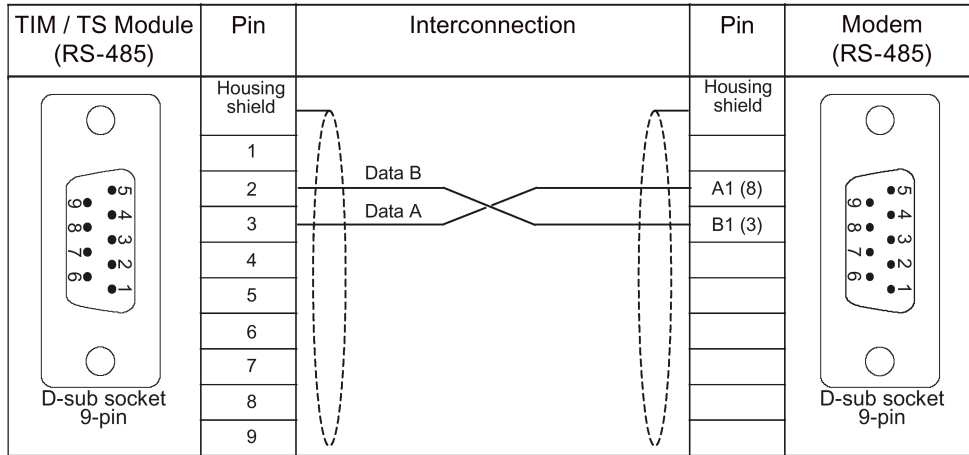 TIM / TS Module
(RS-485)
Pin
Interconnection
Pin
Modem
(RS-485)
Housing
shield
Housing
shield
1
2
Data B
A1 (8)
3
Data A
B1 (3)
4
5
6
7
8
9
5
9
4
8
3
7
2
6
1
D-sub socket
9-pin
5
9
4
8
3
7
2
6
1
D-sub socket
9-pin